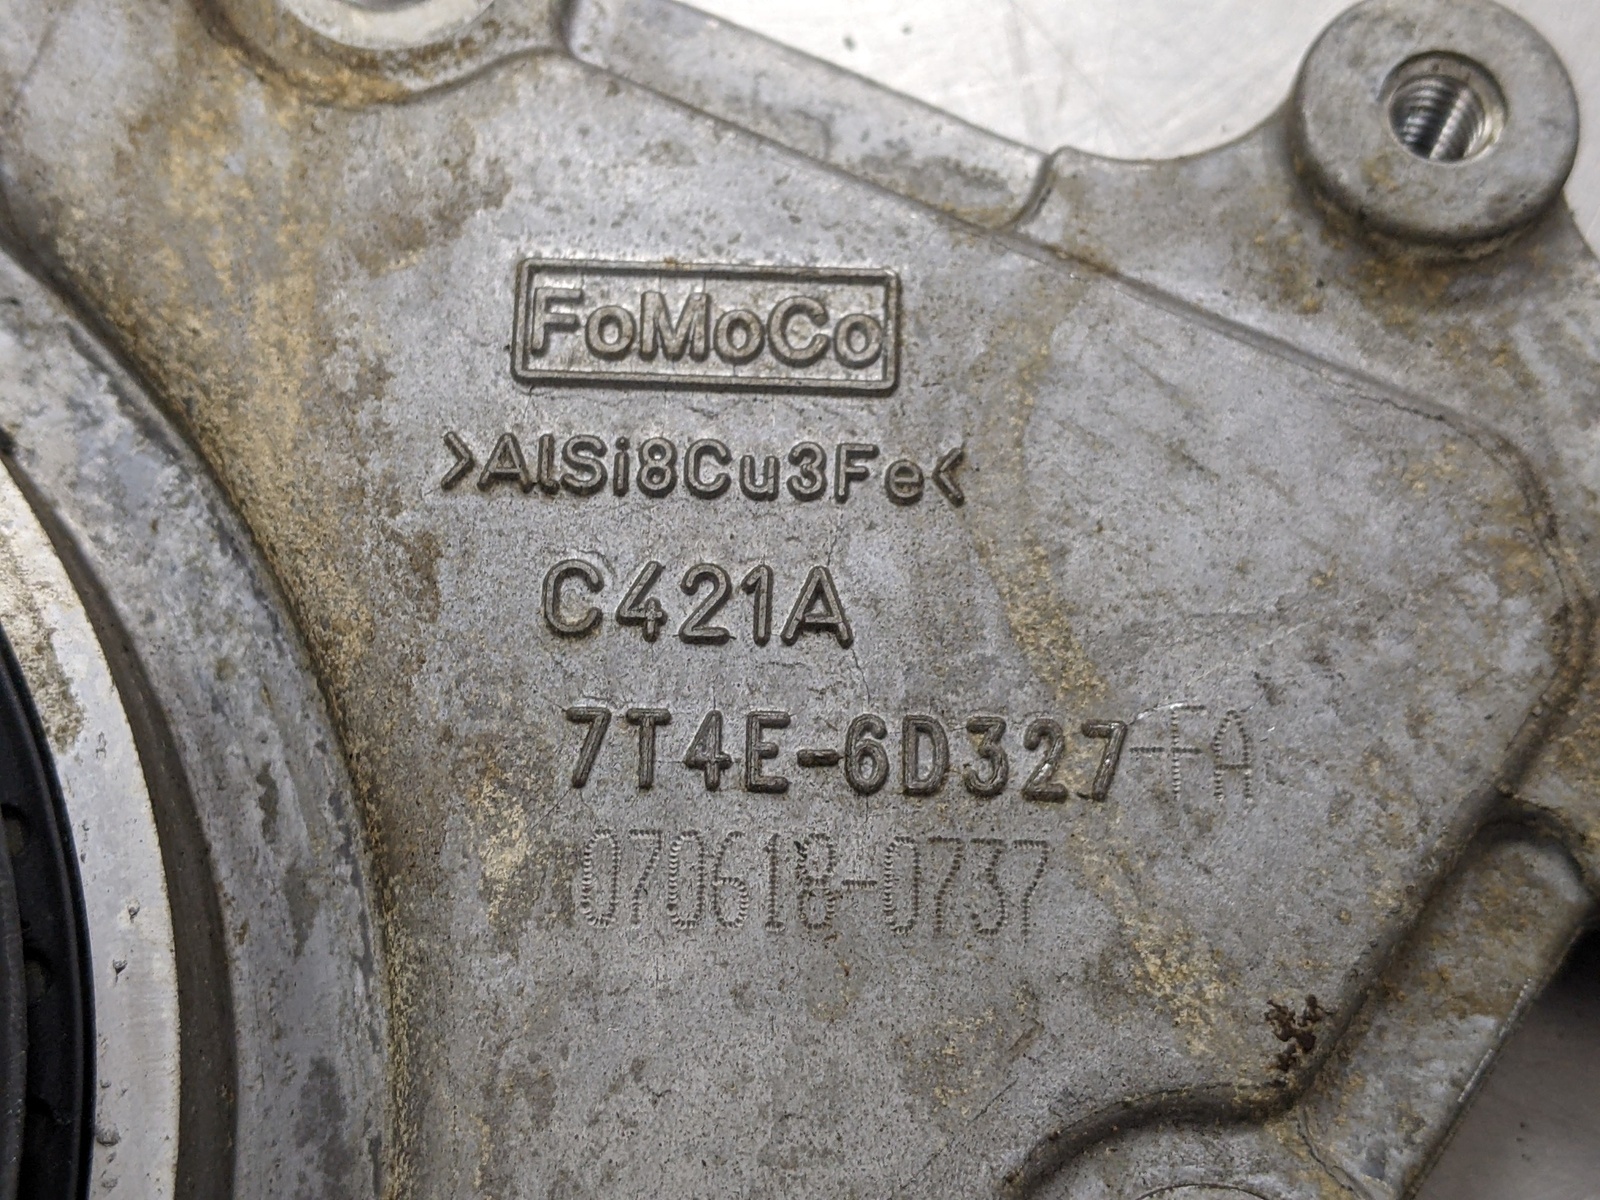 FoMoCo
>AlSi8Cu3Fe<
C421A
7T4E-6D327-FA
070618-0737